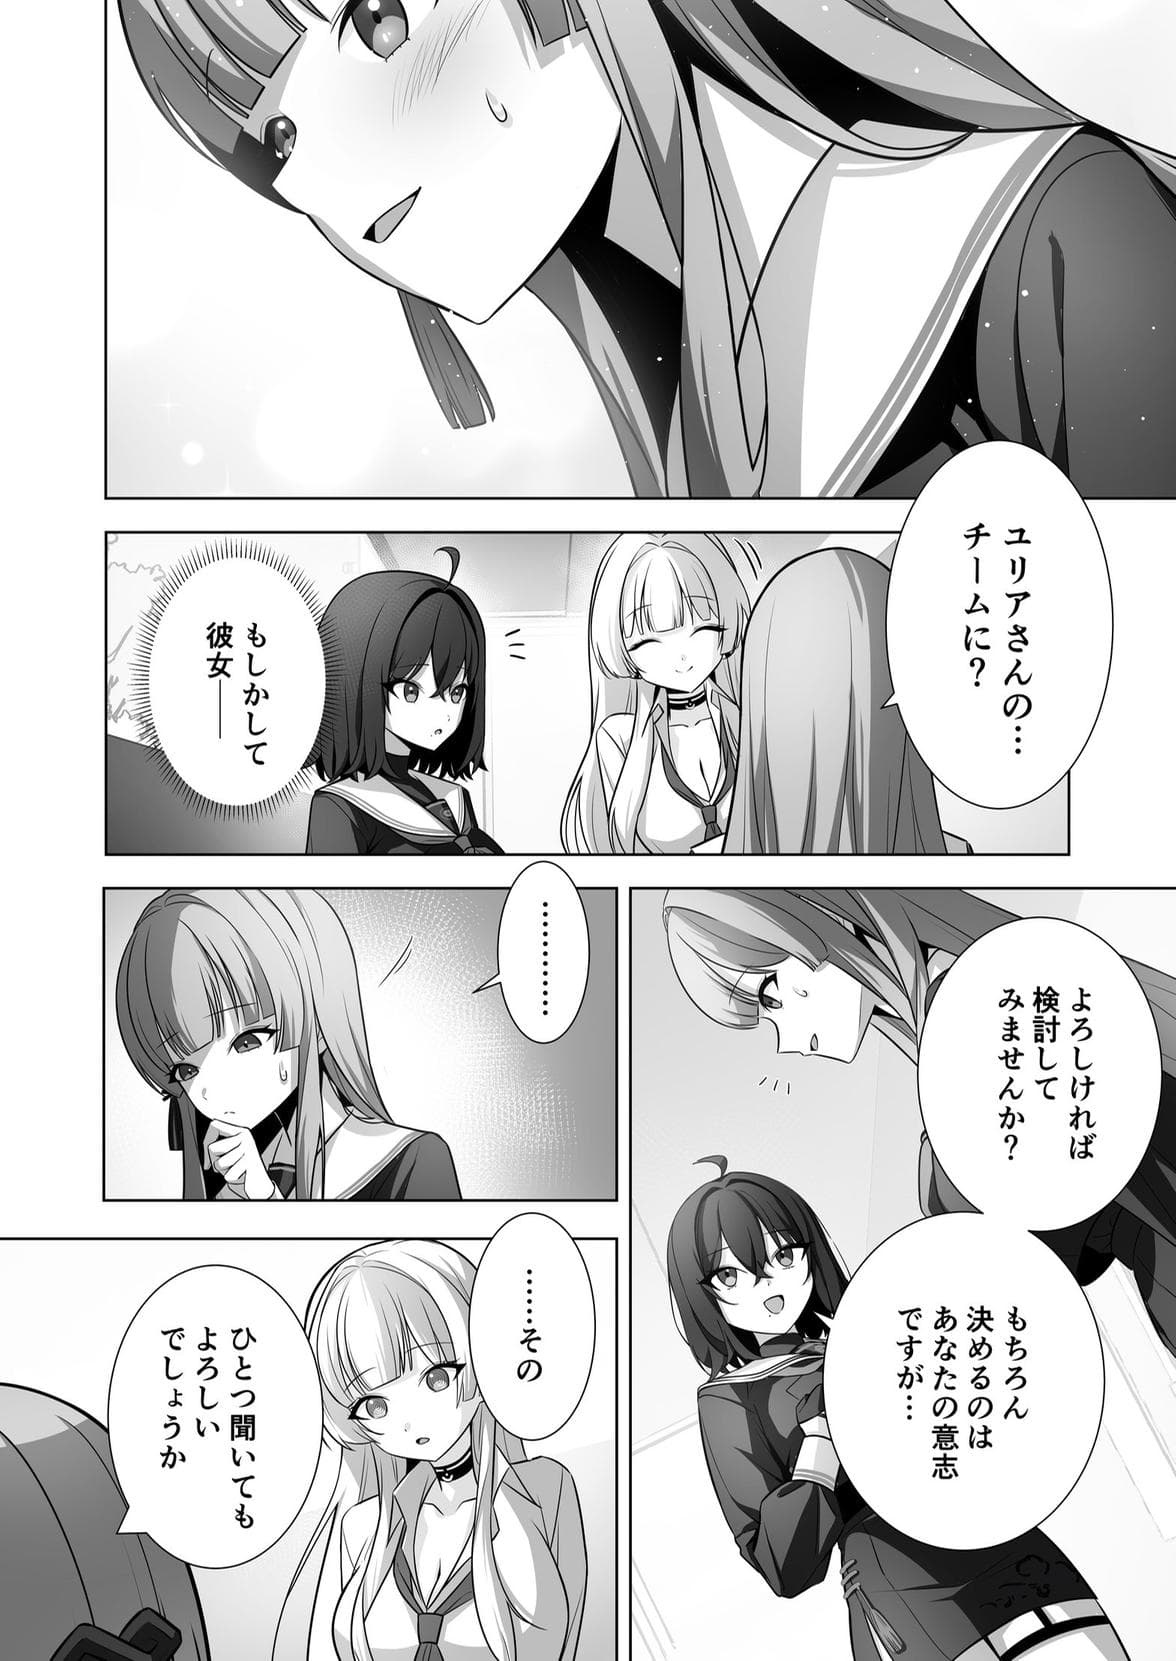 ユリアさんの…
チームに？
もしかして
彼女──
よろしければ
検討して
みませんか？
もちろん
決めるのは
あなたの意志
ですが…
…………
……その
ひとつ聞いても
よろしい
でしょうか